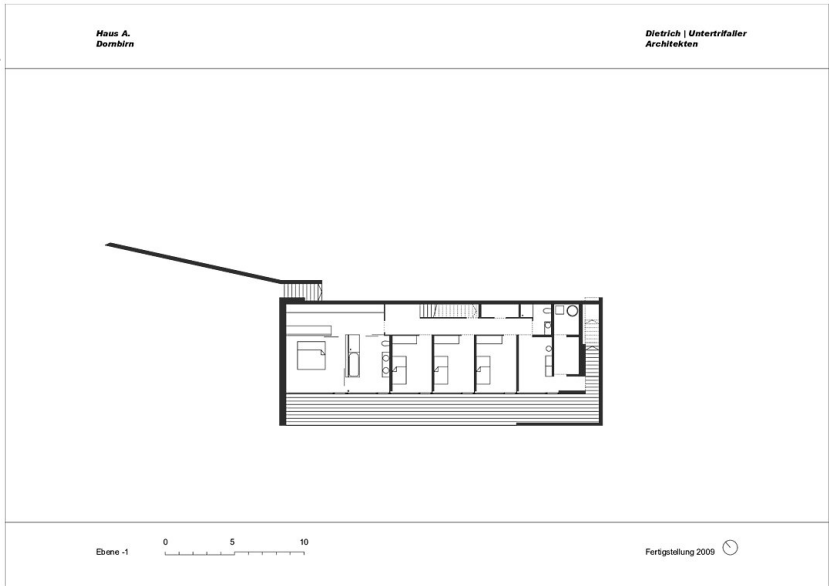 Haus A.
Dornbirn
Dietrich | Untertrifaller
Architekten
Ebene -1
0 5 10
Fertigstellung 2009